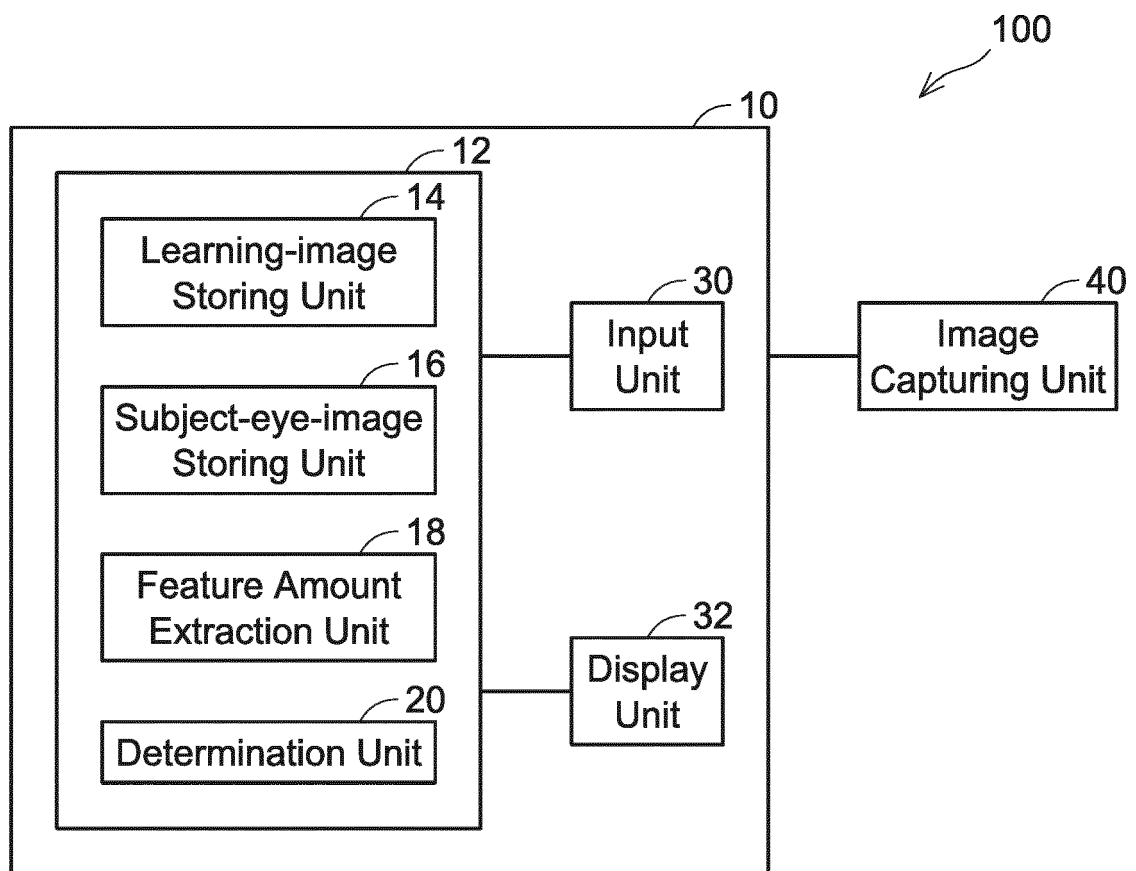 100
10
12
14
Learning-image
Storing Unit
16
Subject-eye-image
Storing Unit
18
Feature Amount
Extraction Unit
20
Determination Unit
30
Input
Unit
32
Display
Unit
40
Image
Capturing Unit